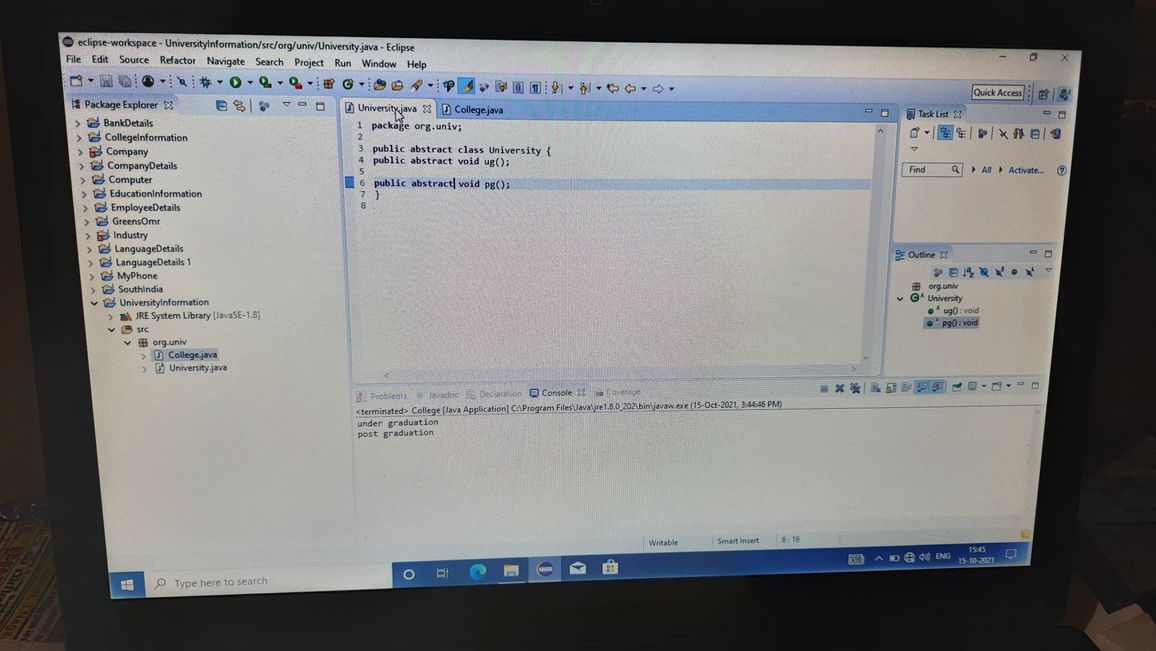 eclipse-workspace - UniversityInformation/src/org/univ/University.java - Eclipse
File Edit Source Refactor Navigate Search Project Run Window Help
Quick Access
Package Explorer
BankDetails
CollegeInformation
Company
CompanyDetails
Computer
EducationInformation
EmployeeDetails
GreensOmr
Industry
LanguageDetails
LanguageDetails 1
MyPhone
SouthIndia
UniversityInformation
JRE System Library [JavaSE-1.8]
src
org.univ
College.java
University.java
University.java College.java
1 package org.univ;
2
3 public abstract class University {
4 public abstract void ug();
5
6 public abstract void pg();
7 }
8
Task List
Find All Activate...
Outline
org.univ
University
ug() : void
pg() : void
Problems Javadoc Declaration Console Coverage
<terminated> College [Java Application] C:\Program Files\Java\jre1.8.0_202\bin\javaw.exe (15-Oct-2021, 3:44:46 PM)
under graduation
post graduation
Writable Smart Insert 6 : 16
Type here to search
ENG
15:45
15-10-2021